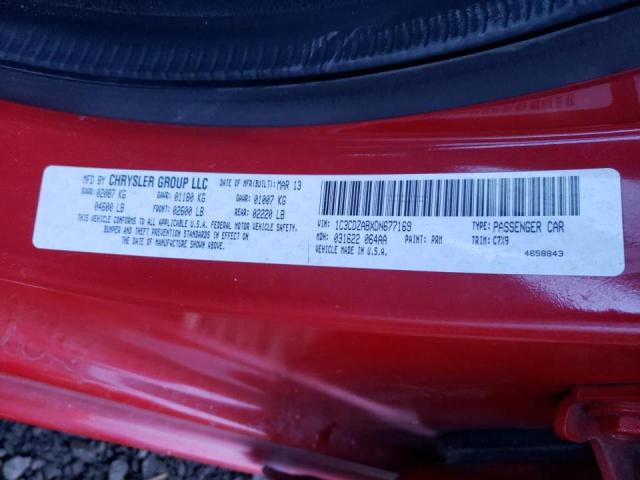 MFD BY CHRYSLER GROUP LLC DATE OF MFR(BUILT): MAR 13
GVWR: 02087 KG GAWR: 01180 KG GAWR: 01007 KG
04600 LB FRONT: 02600 LB REAR: 02220 LB
THIS VEHICLE CONFORMS TO ALL APPLICABLE U.S.A. FEDERAL MOTOR VEHICLE SAFETY,
BUMPER AND THEFT PREVENTION STANDARDS IN EFFECT ON
THE DATE OF MANUFACTURE SHOWN ABOVE.
VIN: 1C3CDZABXDN677169 TYPE: PASSENGER CAR
MDH: 031622 064AA PAINT: PRM TRIM: C7X9
VEHICLE MADE IN U.S.A. 4658843